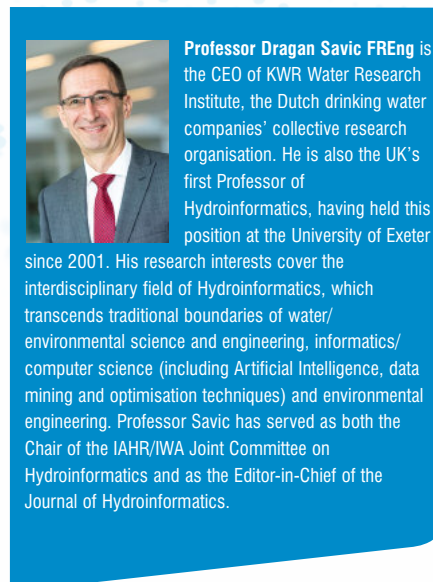 Professor Dragan Savic FREng is
the CEO of KWR Water Research
Institute, the Dutch drinking water
companies' collective research
organisation. He is also the UK's
first Professor of
Hydroinformatics, having held this
position at the University of Exeter
since 2001. His research interests cover the
interdisciplinary field of Hydroinformatics, which
transcends traditional boundaries of water/
environmental science and engineering, informatics/
computer science (including Artificial Intelligence, data
mining and optimisation techniques) and environmental
engineering. Professor Savic has served as both the
Chair of the IAHR/IWA Joint Committee on
Hydroinformatics and as the Editor-in-Chief of the
Journal of Hydroinformatics.